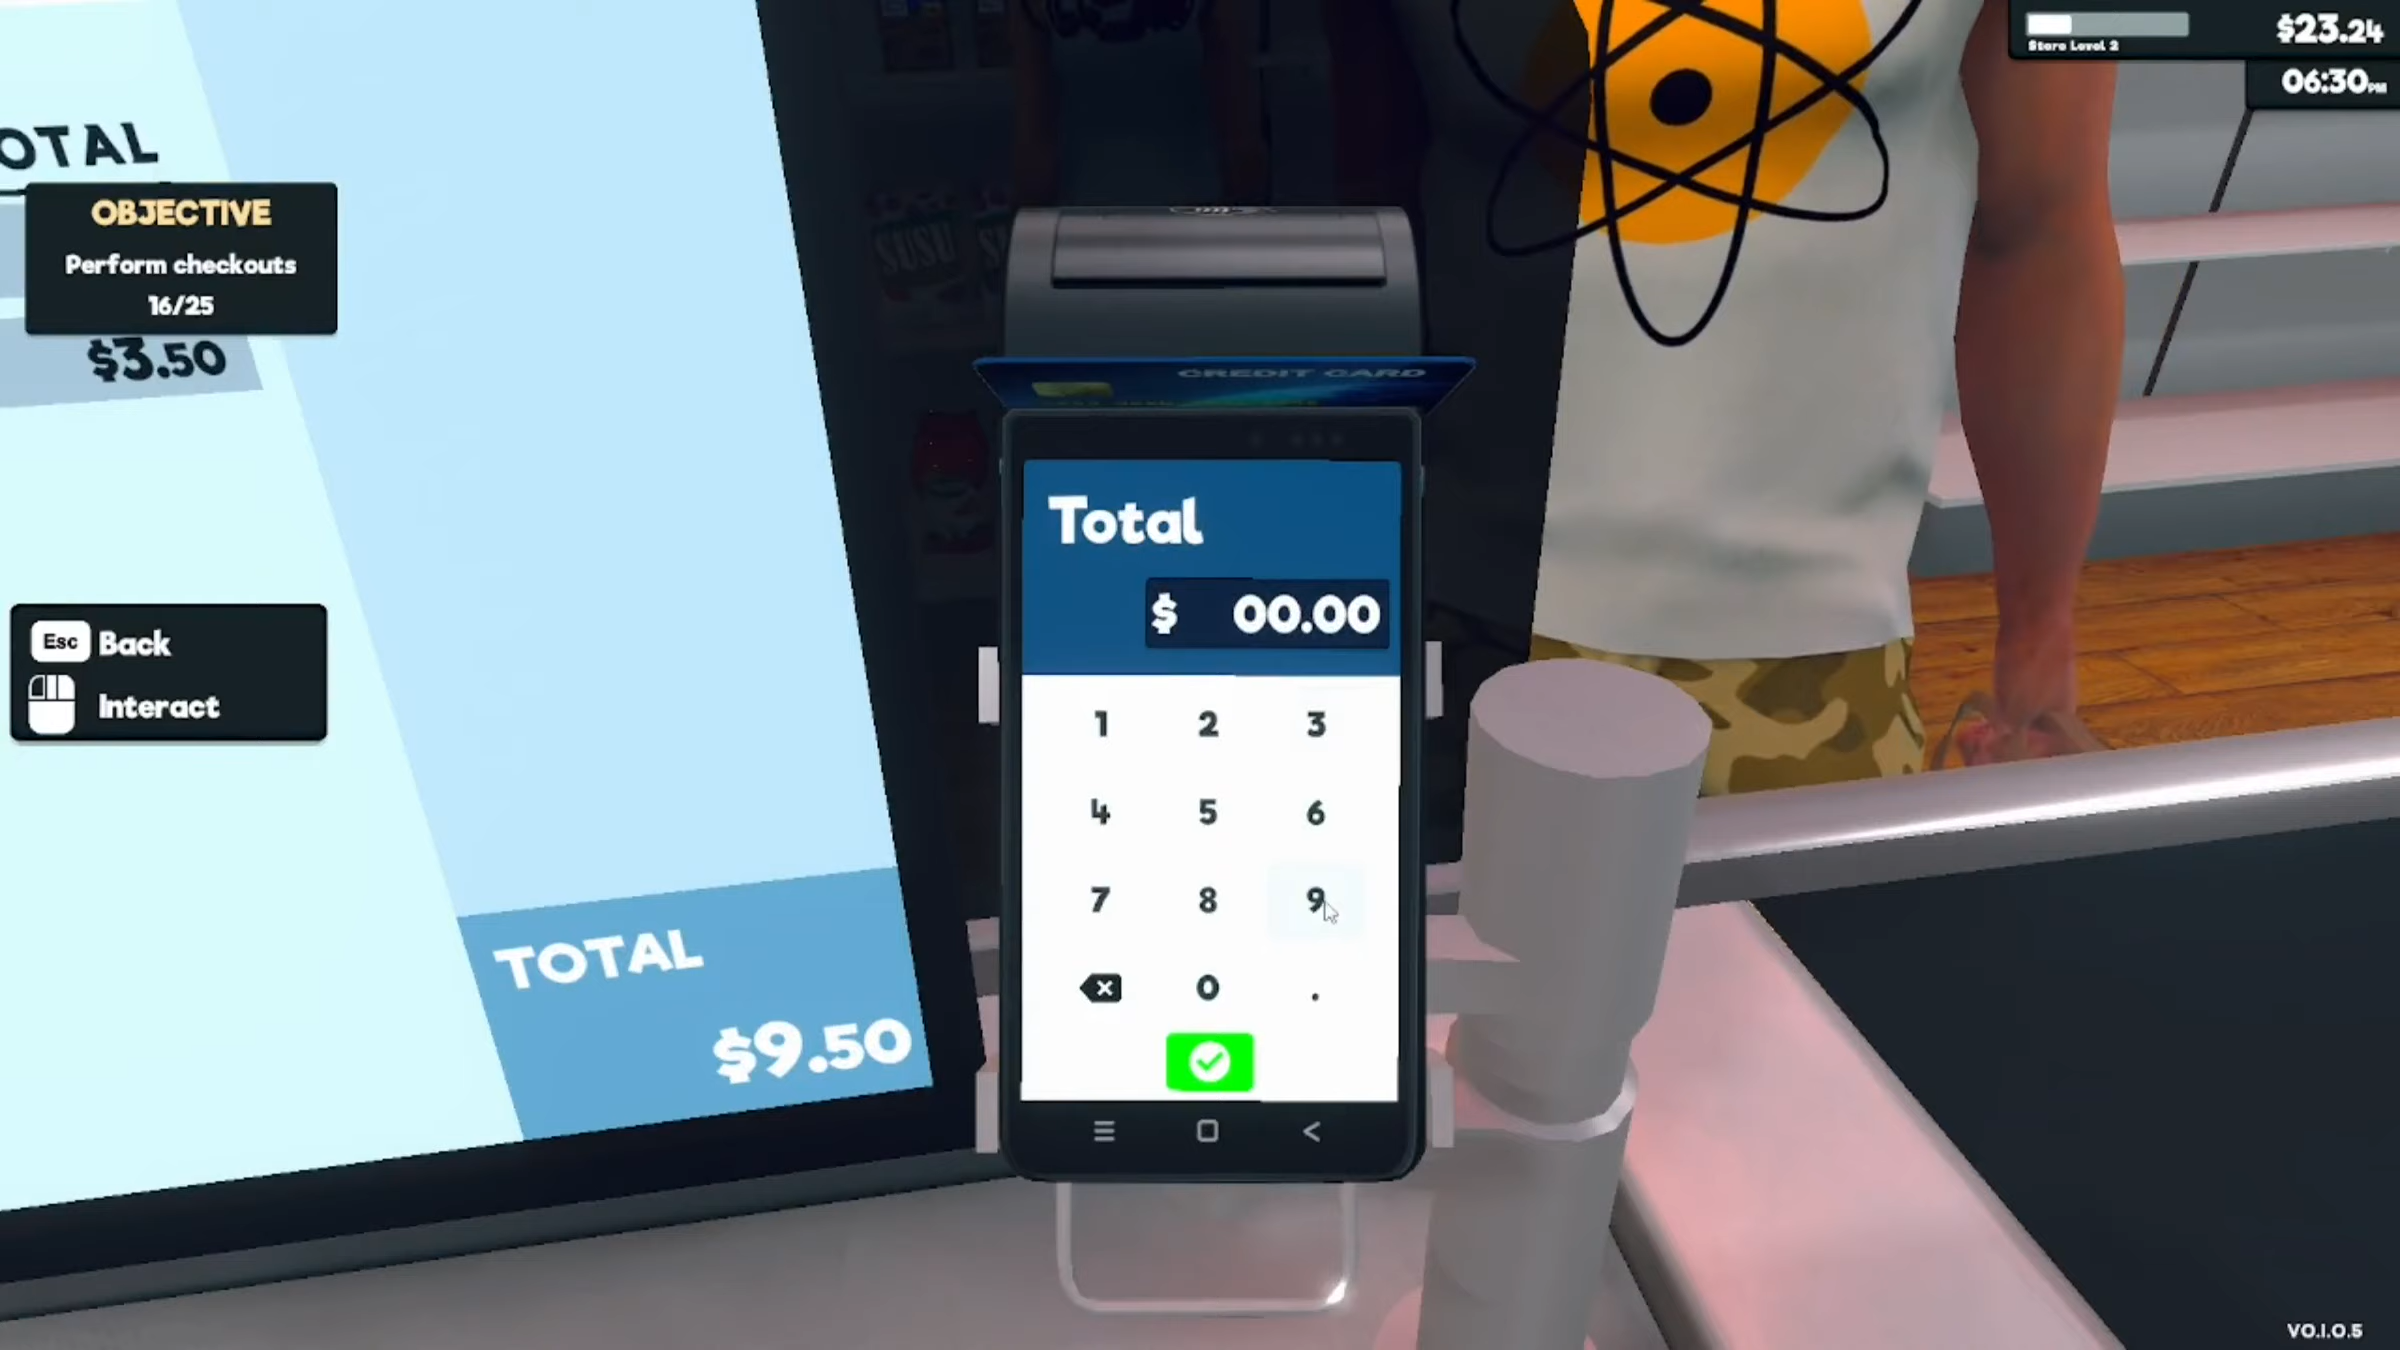 OTAL
OBJECTIVE
Perform checkouts
16/25
$3.50
Esc Back
Interact
TOTAL
$9.50
SUSU
CREDIT CARD
Total
$ 00.00
1 2 3
4 5 6
7 8 9
0 .
$23.24
Store Level 2
06:30PM
V0.1.0.5